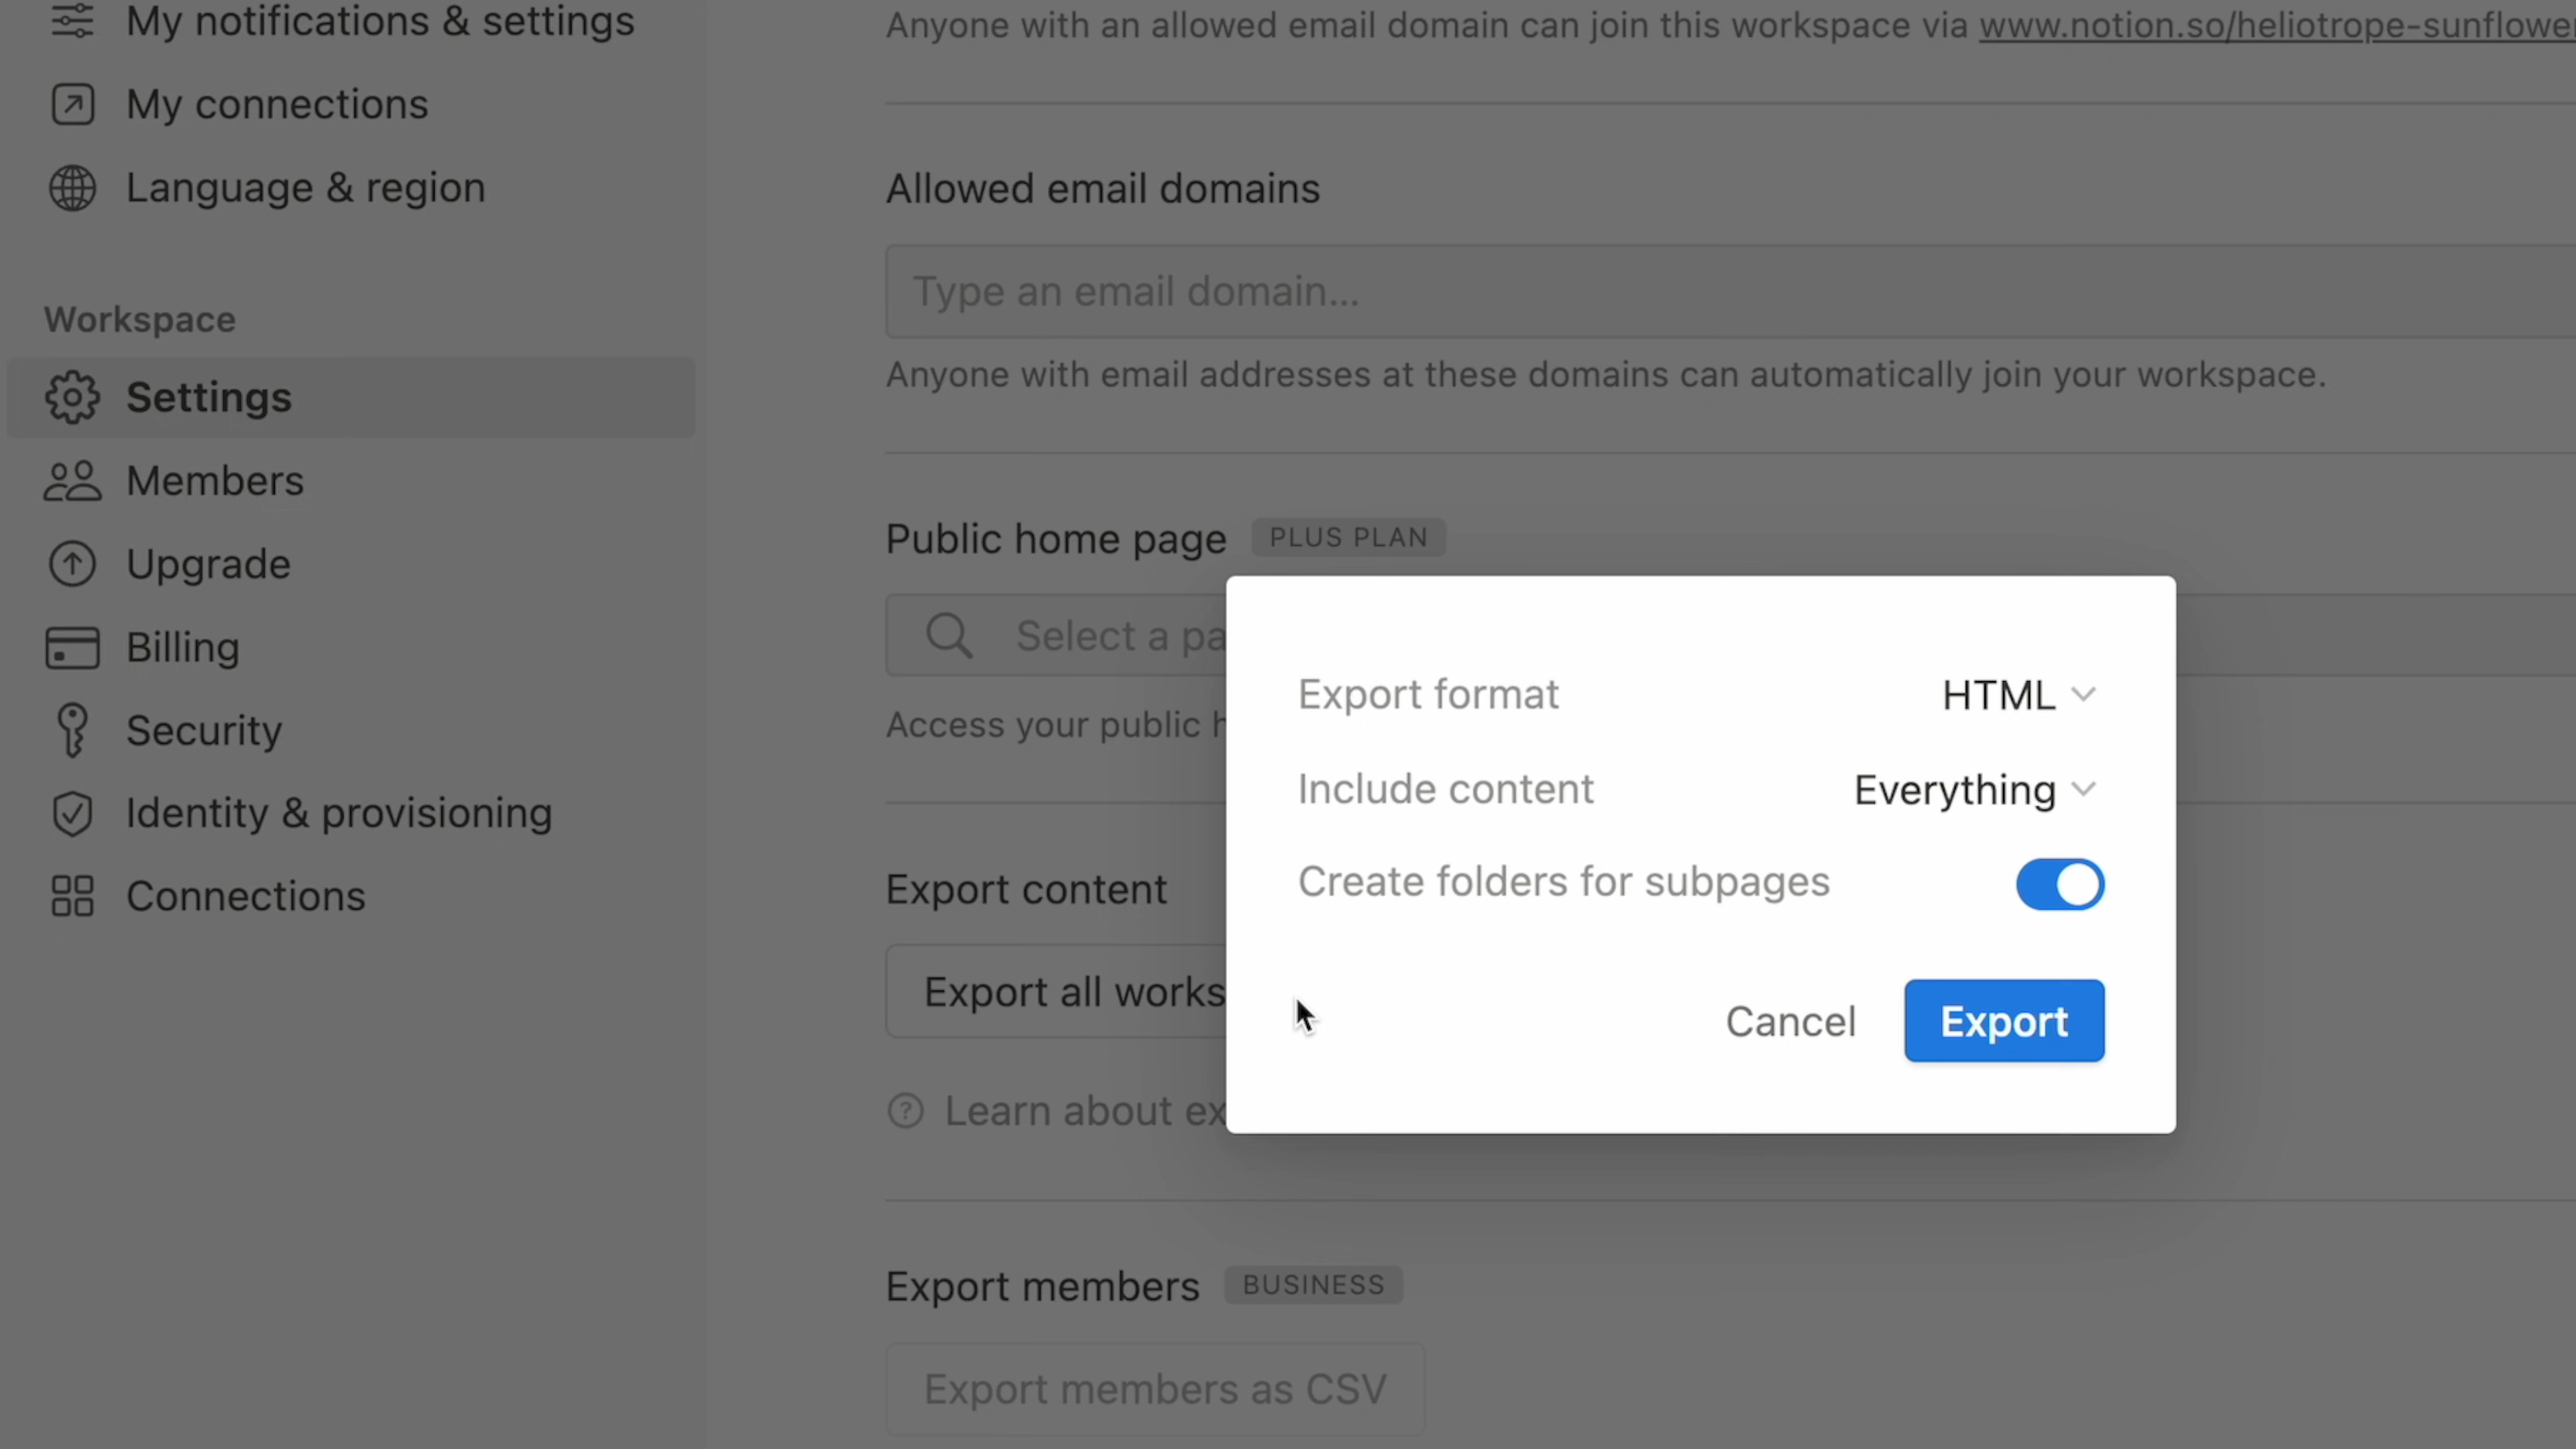 My notifications & settings
My connections
Language & region
Workspace
Settings
Members
Upgrade
Billing
Security
Identity & provisioning
Connections
Anyone with an allowed email domain can join this workspace via www.notion.so/heliotrope-sunflower
Allowed email domains
Type an email domain...
Anyone with email addresses at these domains can automatically join your workspace.
Public home page PLUS PLAN
Select a pa
Access your public h
Export content
Export all works
Learn about ex
Export members BUSINESS
Export members as CSV
Export format HTML
Include content Everything
Create folders for subpages
Cancel Export